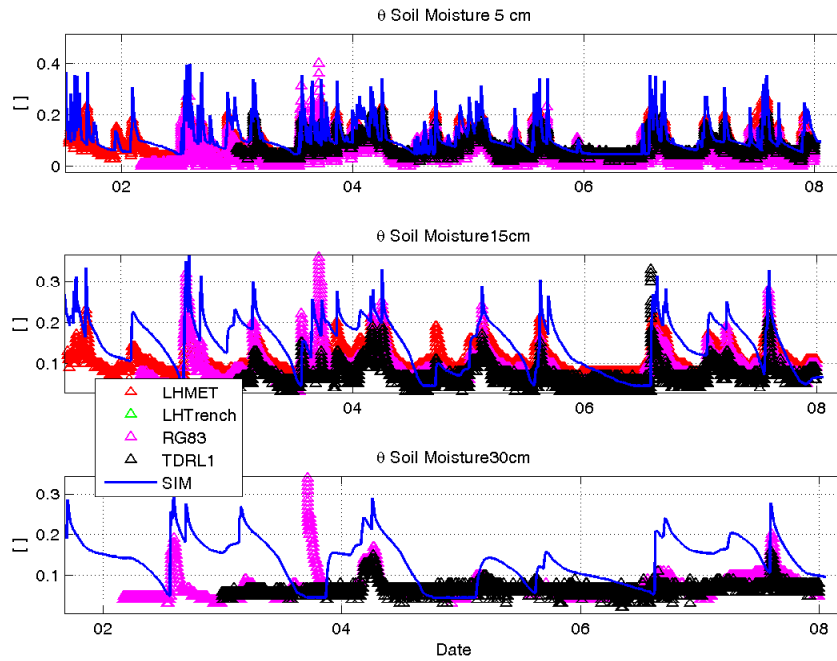 θ Soil Moisture 5 cm
0.4
0.2
0
[ ]
02
04
06
08
θ Soil Moisture15cm
0.3
0.2
0.1
[ ]
04
06
08
LHMET
LHTrench
RG83
TDRL1
SIM
θ Soil Moisture30cm
0.3
0.2
0.1
[ ]
02
04
06
08
Date